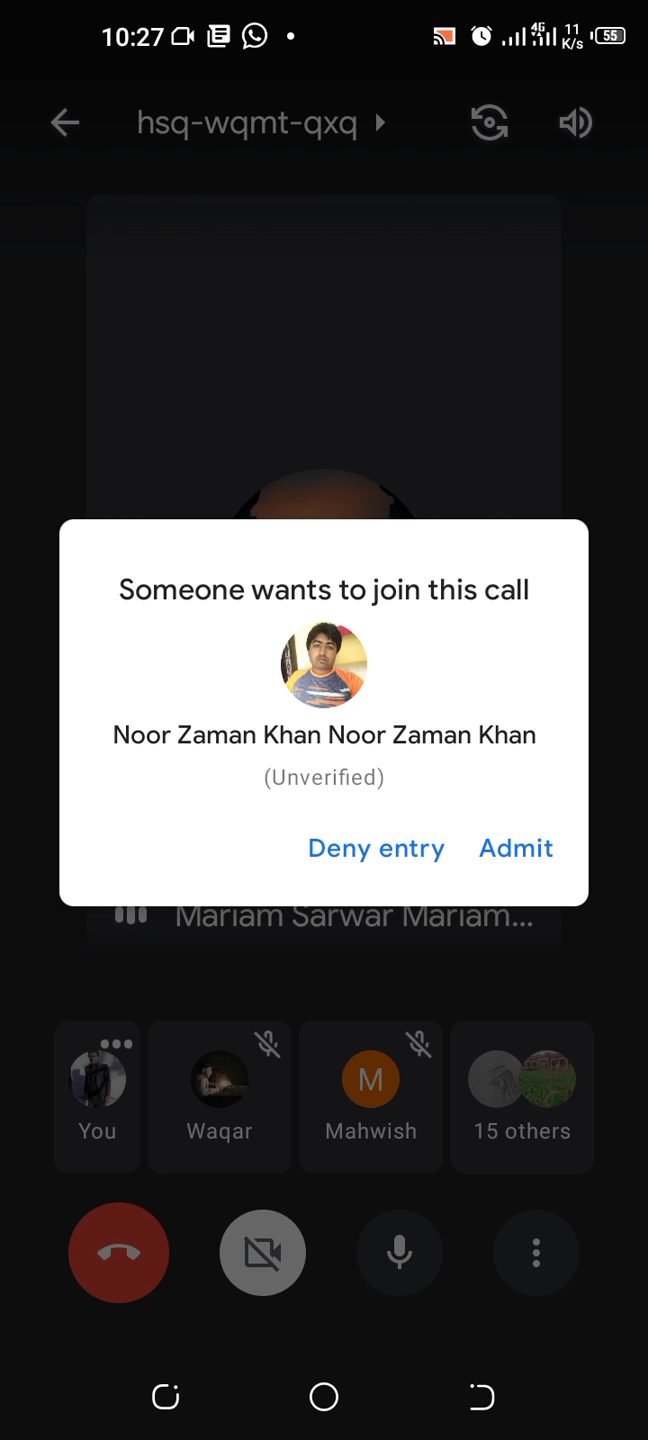 10:27
4G
11
K/s
55
hsq-wqmt-qxq
Someone wants to join this call
Noor Zaman Khan Noor Zaman Khan
(Unverified)
Deny entry Admit
Mariam Sarwar Mariam...
M
You Waqar Mahwish 15 others